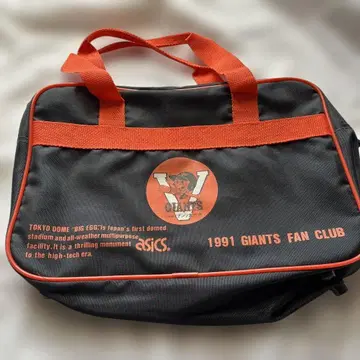 GIANTS
TOKYO DOME "BIG EGG,"is Japan's first domed
stadium and all-weather multipurpose
facility.It is a thrilling monument
to the high-tech era.
asics.
1991 GIANTS FAN CLUB